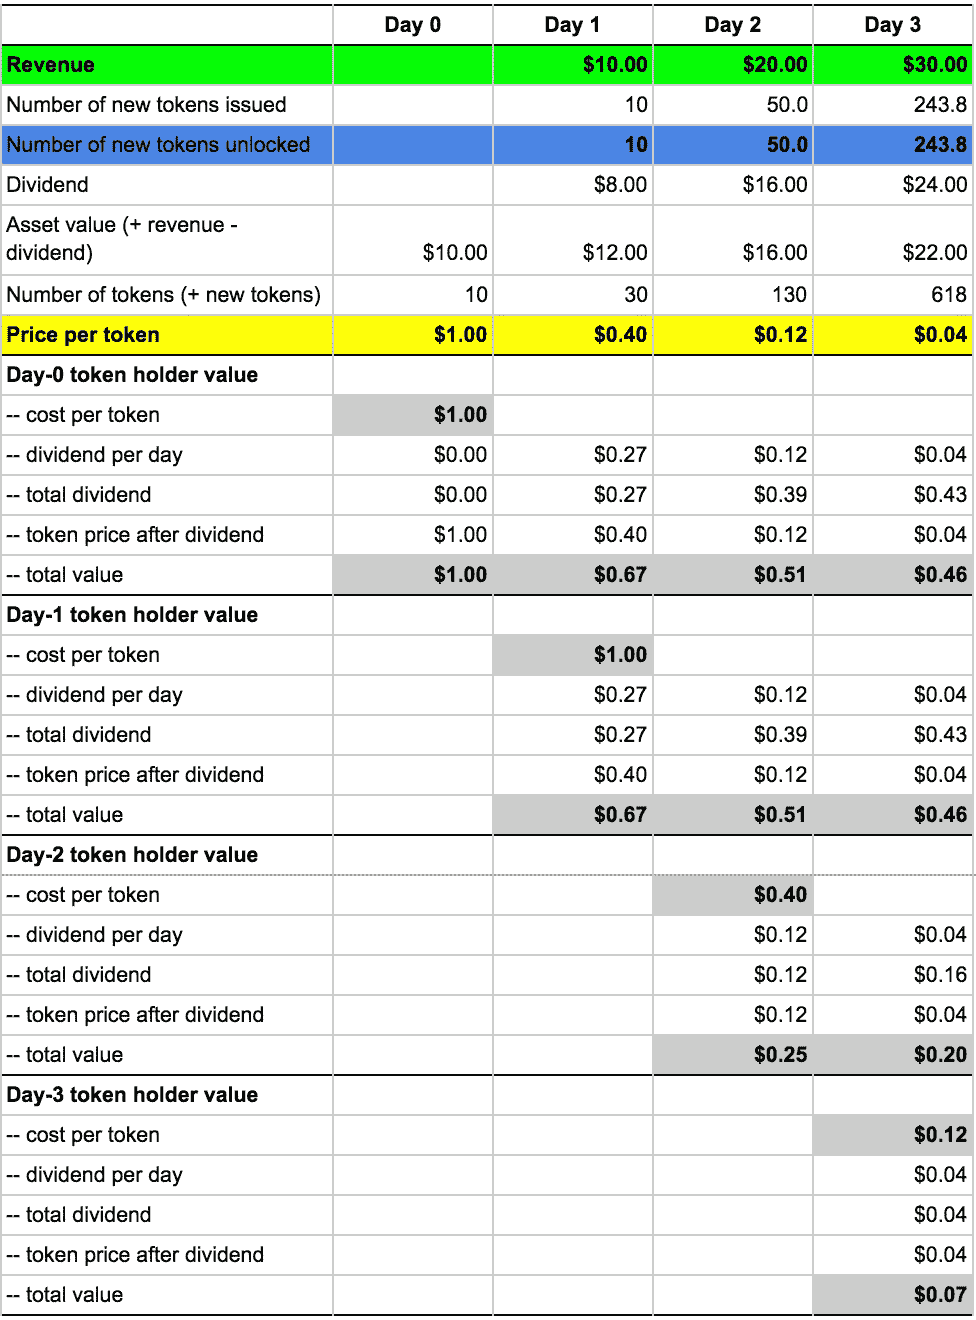 Day 0 Day 1 Day 2 Day 3
Revenue $10.00 $20.00 $30.00
Number of new tokens issued 10 50.0 243.8
Number of new tokens unlocked 10 50.0 243.8
Dividend $8.00 $16.00 $24.00
Asset value (+ revenue -
dividend) $10.00 $12.00 $16.00 $22.00
Number of tokens (+ new tokens) 10 30 130 618
Price per token $1.00 $0.40 $0.12 $0.04
Day-0 token holder value
-- cost per token $1.00
-- dividend per day $0.00 $0.27 $0.12 $0.04
-- total dividend $0.00 $0.27 $0.39 $0.43
-- token price after dividend $1.00 $0.40 $0.12 $0.04
-- total value $1.00 $0.67 $0.51 $0.46
Day-1 token holder value
-- cost per token $1.00
-- dividend per day $0.27 $0.12 $0.04
-- total dividend $0.27 $0.39 $0.43
-- token price after dividend $0.40 $0.12 $0.04
-- total value $0.67 $0.51 $0.46
Day-2 token holder value
-- cost per token $0.40
-- dividend per day $0.12 $0.04
-- total dividend $0.12 $0.16
-- token price after dividend $0.12 $0.04
-- total value $0.25 $0.20
Day-3 token holder value
-- cost per token $0.12
-- dividend per day $0.04
-- total dividend $0.04
-- token price after dividend $0.04
-- total value $0.07